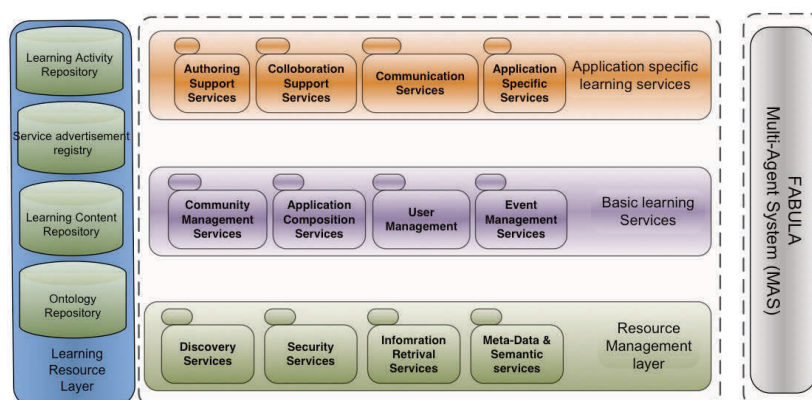 Learning Activity
Repository
Service advertisement
registry
Learning Content
Repository
Ontology
Repository
Learning
Resource
Layer
Authoring
Support
Services
Colloboration
Support
Services
Communication
Services
Application
Specific
Services
Application specific
learning services
Community
Management
Services
Application
Composition
Services
User
Management
Event
Management
Services
Basic learning
Services
Discovery
Services
Security
Services
Infomration
Retrival
Services
Meta-Data &
Semantic
services
Resource
Management
layer
FABULA
Multi-Agent System (MAS)